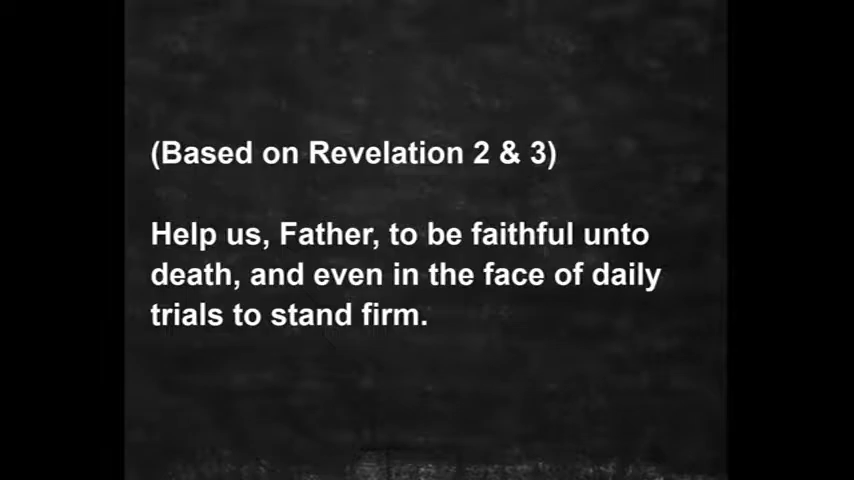 (Based on Revelation 2 & 3)
Help us, Father, to be faithful unto
death, and even in the face of daily
trials to stand firm.